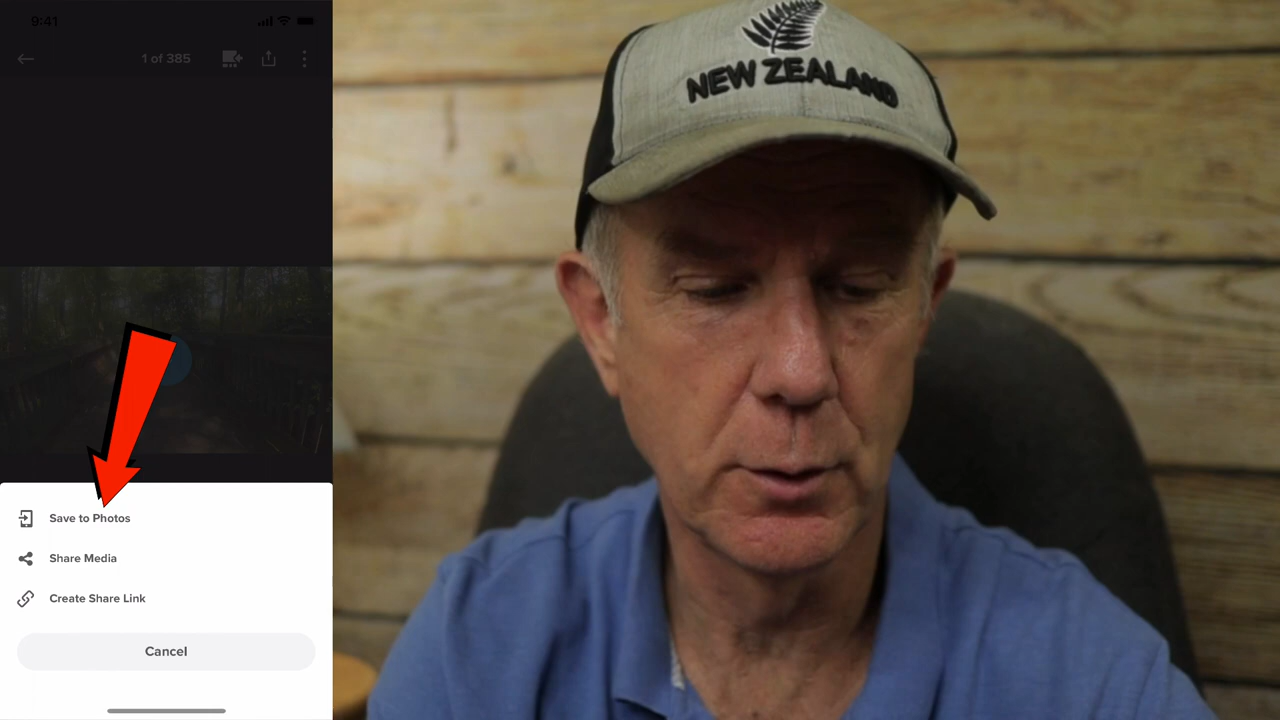 9:41
1 of 385
Save to Photos
Share Media
Create Share Link
Cancel
NEW ZEALAND